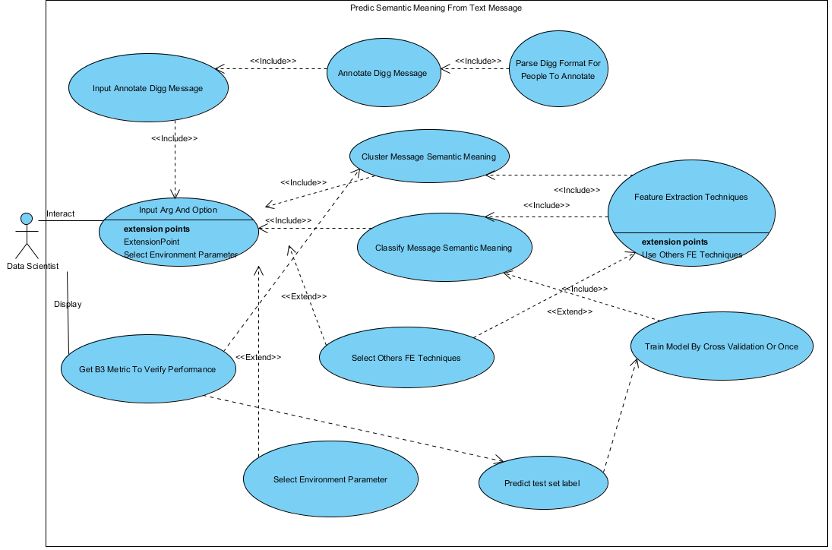 Predic Semantic Meaning From Text Message
<<Include>>
<<Include>>
Parse Digg Format For
People To Annotate
Annotate Digg Message
Input Annotate Digg Message
<<Include>>
Cluster Message Semantic Meaning
<<Include>>
<<Include>>
Feature Extraction Techniques
<<Include>>
Interact
Input Arg And Option
<<Include>>
extension points
ExtensionPoint
Select Environment Parameter
Classify Message Semantic Meaning
extension points
Use Others FE Techniques
Data Scientist
<<Include>>
<<Extend>>
Display
<<Extend>>
Train Model By Cross Validation Or Once
<<Extend>>
Select Others FE Techniques
Get B3 Metric To Verify Performance
Select Environment Parameter
Predict test set label